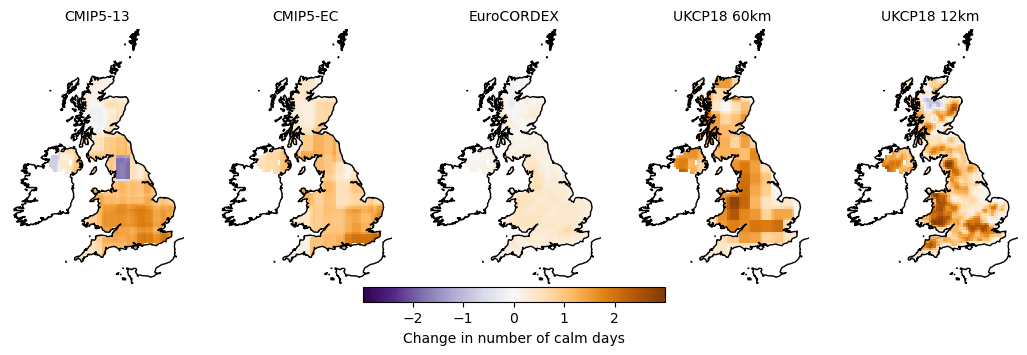 CMIP5-13 CMIP5-EC EuroCORDEX UKCP18 60km UKCP18 12km
−2 −1 0 1 2
Change in number of calm days